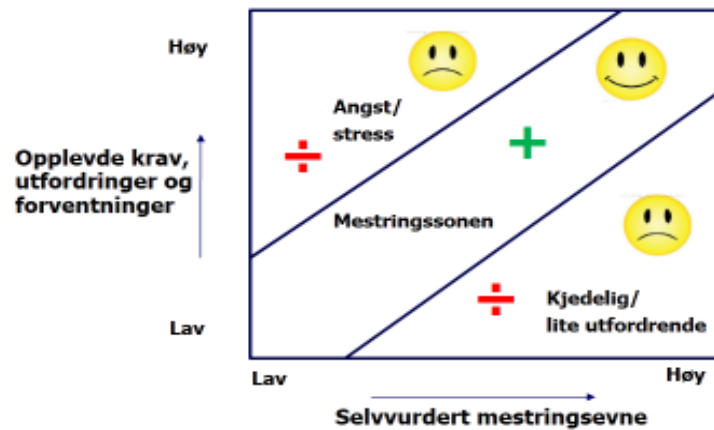 Høy
Angst/
stress
Opplevde krav,
utfordringer og
forventninger
Mestringssonen
Kjedelig/
lite utfordrende
Lav
Lav
Høy
Selvvurdert mestringsevne